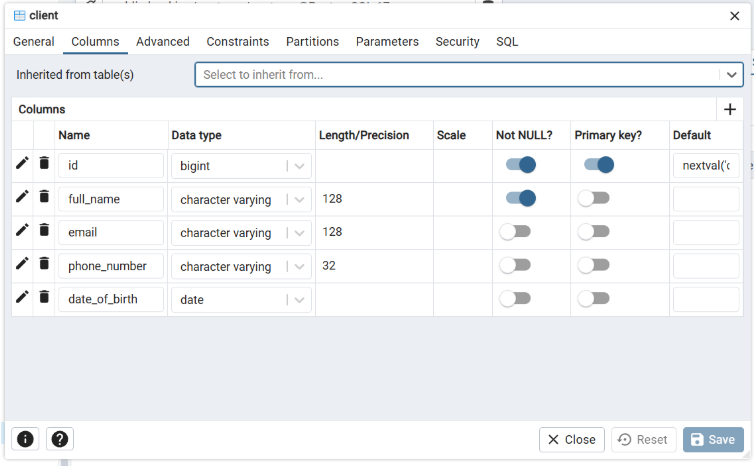 client
General Columns Advanced Constraints Partitions Parameters Security SQL
Inherited from table(s) Select to inherit from...
Columns
Name Data type Length/Precision Scale Not NULL? Primary key? Default
id bigint nextval('c
full_name character varying 128
email character varying 128
phone_number character varying 32
date_of_birth date
Close Reset Save